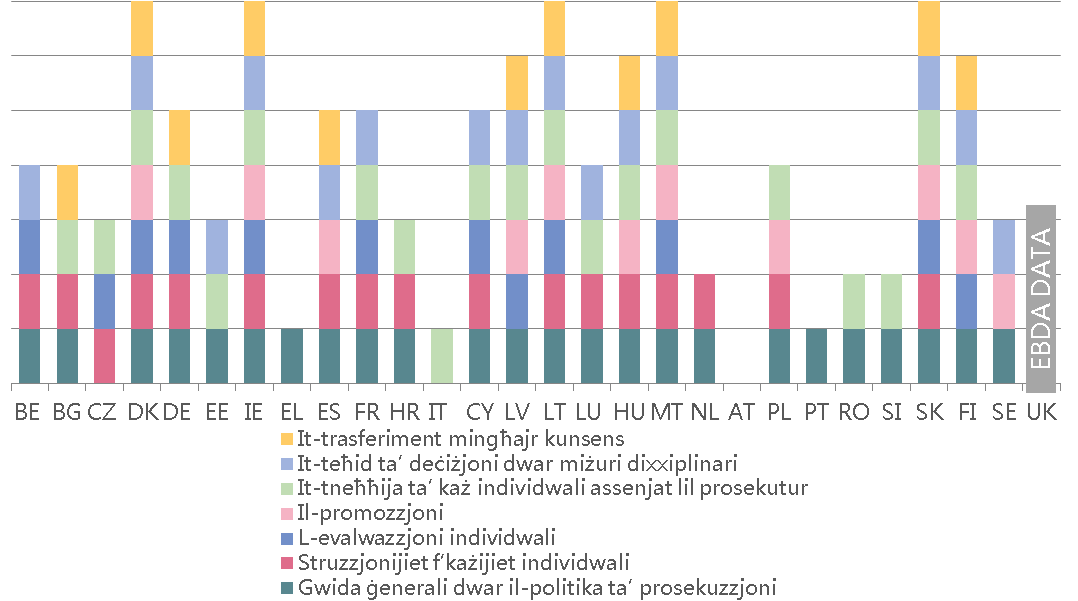 EBDA DATA
BE BG CZ DK DE EE IE EL ES FR HR IT CY LV LT LU HU MT NL AT PL PT RO SI SK FI SE UK
It-trasferiment mingħajr kunsens
It-teħid ta’ deċiżjoni dwar miżuri dixxiplinari
It-tneħħija ta’ każ individwali assenjat lil prosekutur
Il-promozzjoni
L-evalwazzjoni individwali
Struzzjonijiet f’każijiet individwali
Gwida ġenerali dwar il-politika ta’ prosekuzzjoni